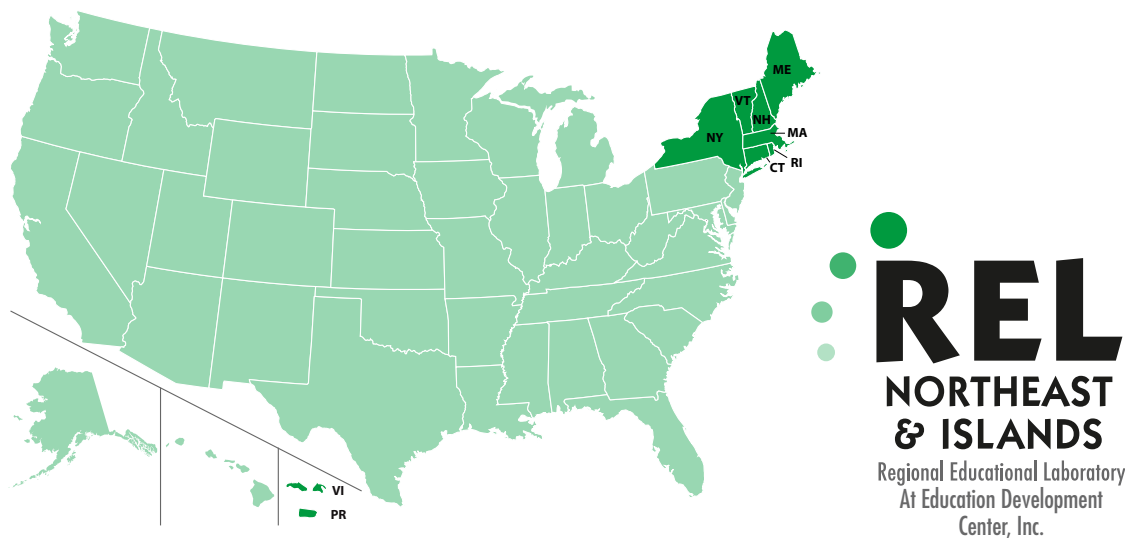 ME
VT
NH
NY
MA
RI
CT
VI
PR
REL
NORTHEAST
& ISLANDS
Regional Educational Laboratory
At Education Development
Center, Inc.